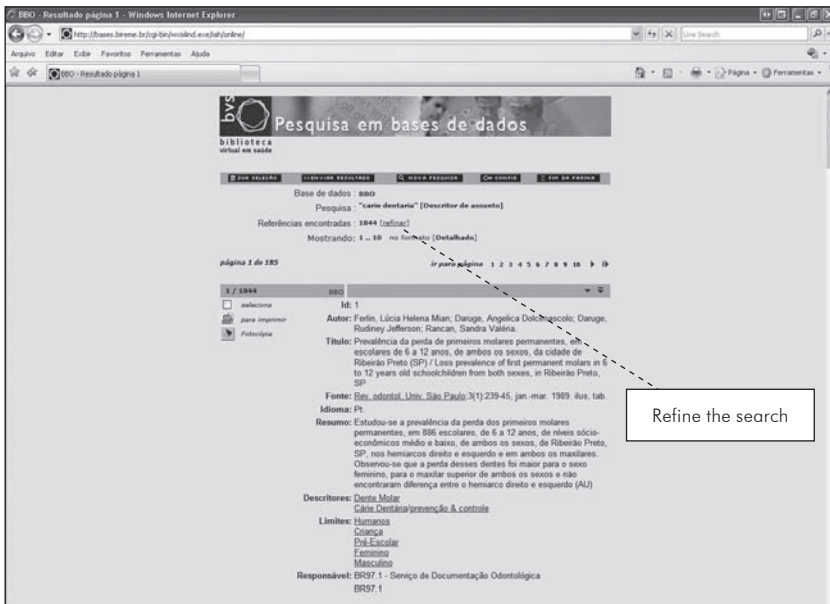 BBO - Resultado página 1 - Windows Internet Explorer
http://bases.bireme.br/cgi-bin/wxislind.exe/iah/online/
Live Search
Arquivo Editar Exibir Favoritos Ferramentas Ajuda
BBO - Resultado página 1
Página Ferramentas
bvs
Pesquisa em bases de dados
biblioteca
virtual em saúde
SUA SELEÇÃO ENVIAR RESULTADO NOVA PESQUISA CONFIG FIM DA PAGINA
Base de dados : BBO
Pesquisa : "carie dentaria" [Descritor de assunto]
Referências encontradas : 1844 [refinar]
Mostrando: 1 .. 10 no formato [Detalhado]
página 1 de 185 ir para página 1 2 3 4 5 6 7 8 9 10
1 / 1844 BBO
seleciona
para imprimir
Fotocópia
Id: 1
Autor: Ferlin, Lúcia Helena Mian; Daruge, Angelica Dolcimascolo; Daruge,
Rudiney Jefferson; Rancan, Sandra Valéria.
Título: Prevalência da perda de primeiros molares permanentes, em
escolares de 6 a 12 anos, de ambos os sexos, da cidade de
Ribeirão Preto (SP) / Loss prevalence of first permanent molars in 6
to 12 years old schoolchildren from both sexes, in Ribeirão Preto,
SP
Fonte: Rev. odontol. Univ. São Paulo;3(1):239-45, jan.-mar. 1989. ilus, tab.
Idioma: Pt.
Resumo: Estudou-se a prevalência da perda dos primeiros molares
permanentes, em 886 escolares, de 6 a 12 anos, de níveis sócio-
econômicos médio e baixo, de ambos os sexos, de Ribeirão Preto,
SP, nos hemiarcos direito e esquerdo e em ambos os maxilares.
Observou-se que a perda desses dentes foi maior para o sexo
feminino, para o maxilar superior de ambos os sexos e não
encontraram diferença entre o hemiarco direito e esquerdo (AU)
Descritores: Dente Molar
Cárie Dentária/prevenção & controle
Limites: Humanos
Criança
Pré-Escolar
Feminino
Masculino
Responsável: BR97.1 - Serviço de Documentação Odontológica
BR97.1
Refine the search